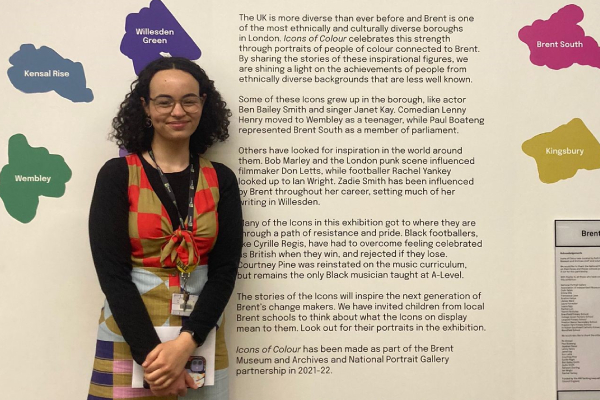 Willesden
Green
Kensal Rise
Wembley
Brent South
Kingsbury
The UK is more diverse than ever before and Brent is one
of the most ethnically and culturally diverse boroughs
in London. Icons of Colour celebrates this strength
through portraits of people of colour connected to Brent.
By sharing the stories of these inspirational figures, we
are shining a light on the achievements of people from
ethnically diverse backgrounds that are less well known.
Some of these Icons grew up in the borough, like actor
Ben Bailey Smith and singer Janet Kay. Comedian Lenny
Henry moved to Wembley as a teenager, while Paul Boateng
represented Brent South as a member of parliament.
Others have looked for inspiration in the world around
them. Bob Marley and the London punk scene influenced
filmmaker Don Letts, while footballer Rachel Yankey
looked up to Ian Wright. Zadie Smith has been influenced
by Brent throughout her career, setting much of her
writing in Willesden.
Many of the Icons in this exhibition got to where they are
through a path of resistance and pride. Black footballers,
like Cyrille Regis, have had to overcome feeling celebrated
as British when they win, and rejected if they lose.
Courtney Pine was reinstated on the music curriculum,
but remains the only Black musician taught at A-Level.
The stories of the Icons will inspire the next generation of
Brent's change makers. We have invited children from local
Brent schools to think about what the Icons on display
mean to them. Look out for their portraits in the exhibition.
Icons of Colour has been made as part of the Brent
Museum and Archives and National Portrait Gallery
partnership in 2021-22.
Brent